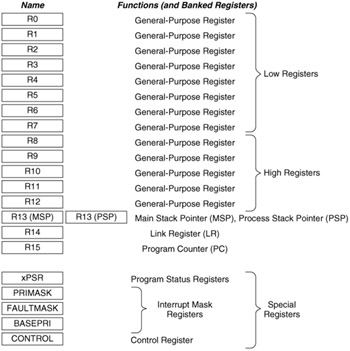 Name Functions (and Banked Registers)
R0 General-Purpose Register
R1 General-Purpose Register
R2 General-Purpose Register
R3 General-Purpose Register
R4 General-Purpose Register
R5 General-Purpose Register
R6 General-Purpose Register
R7 General-Purpose Register
Low Registers
R8 General-Purpose Register
R9 General-Purpose Register
R10 General-Purpose Register
R11 General-Purpose Register
R12 General-Purpose Register
High Registers
R13 (MSP) R13 (PSP) Main Stack Pointer (MSP), Process Stack Pointer (PSP)
R14 Link Register (LR)
R15 Program Counter (PC)
xPSR Program Status Registers
PRIMASK
FAULTMASK
BASEPRI
Interrupt Mask
Registers
CONTROL Control Register
Special
Registers